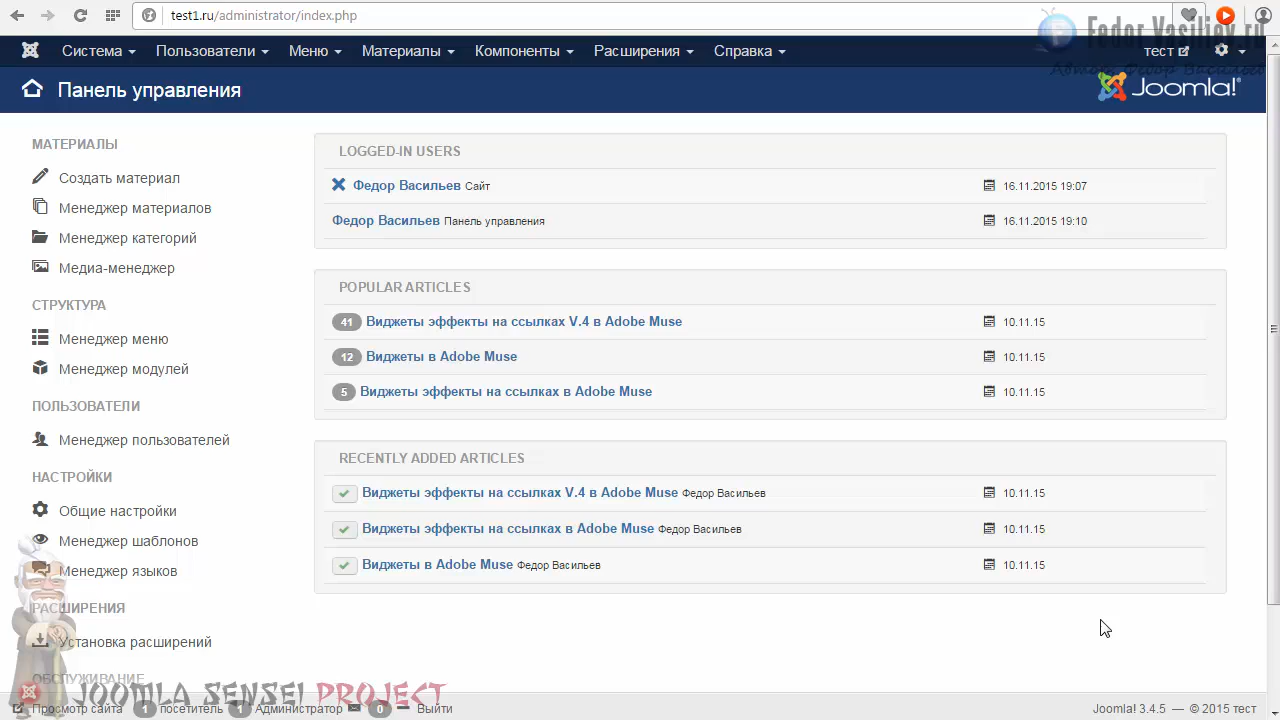 test1.ru/administrator/index.php
Fedor Vasiliev.ru
Автор: Федор Васильев
Система Пользователи Меню Материалы Компоненты Расширения Справка тест
Панель управления
Joomla!
МАТЕРИАЛЫ
Создать материал
Менеджер материалов
Менеджер категорий
Медиа-менеджер
СТРУКТУРА
Менеджер меню
Менеджер модулей
ПОЛЬЗОВАТЕЛИ
Менеджер пользователей
НАСТРОЙКИ
Общие настройки
Менеджер шаблонов
Менеджер языков
РАСШИРЕНИЯ
Установка расширений
ОБСЛУЖИВАНИЕ
LOGGED-IN USERS
Федор Васильев Сайт 16.11.2015 19:07
Федор Васильев Панель управления 16.11.2015 19:10
POPULAR ARTICLES
41 Виджеты эффекты на ссылках V.4 в Adobe Muse 10.11.15
12 Виджеты в Adobe Muse 10.11.15
5 Виджеты эффекты на ссылках в Adobe Muse 10.11.15
RECENTLY ADDED ARTICLES
Виджеты эффекты на ссылках V.4 в Adobe Muse Федор Васильев 10.11.15
Виджеты эффекты на ссылках в Adobe Muse Федор Васильев 10.11.15
Виджеты в Adobe Muse Федор Васильев 10.11.15
JOOMLA SENSEI PROJECT
Просмотр сайта 1 посетитель 1 Администратор 0 Выйти
Joomla! 3.4.5 — © 2015 тест